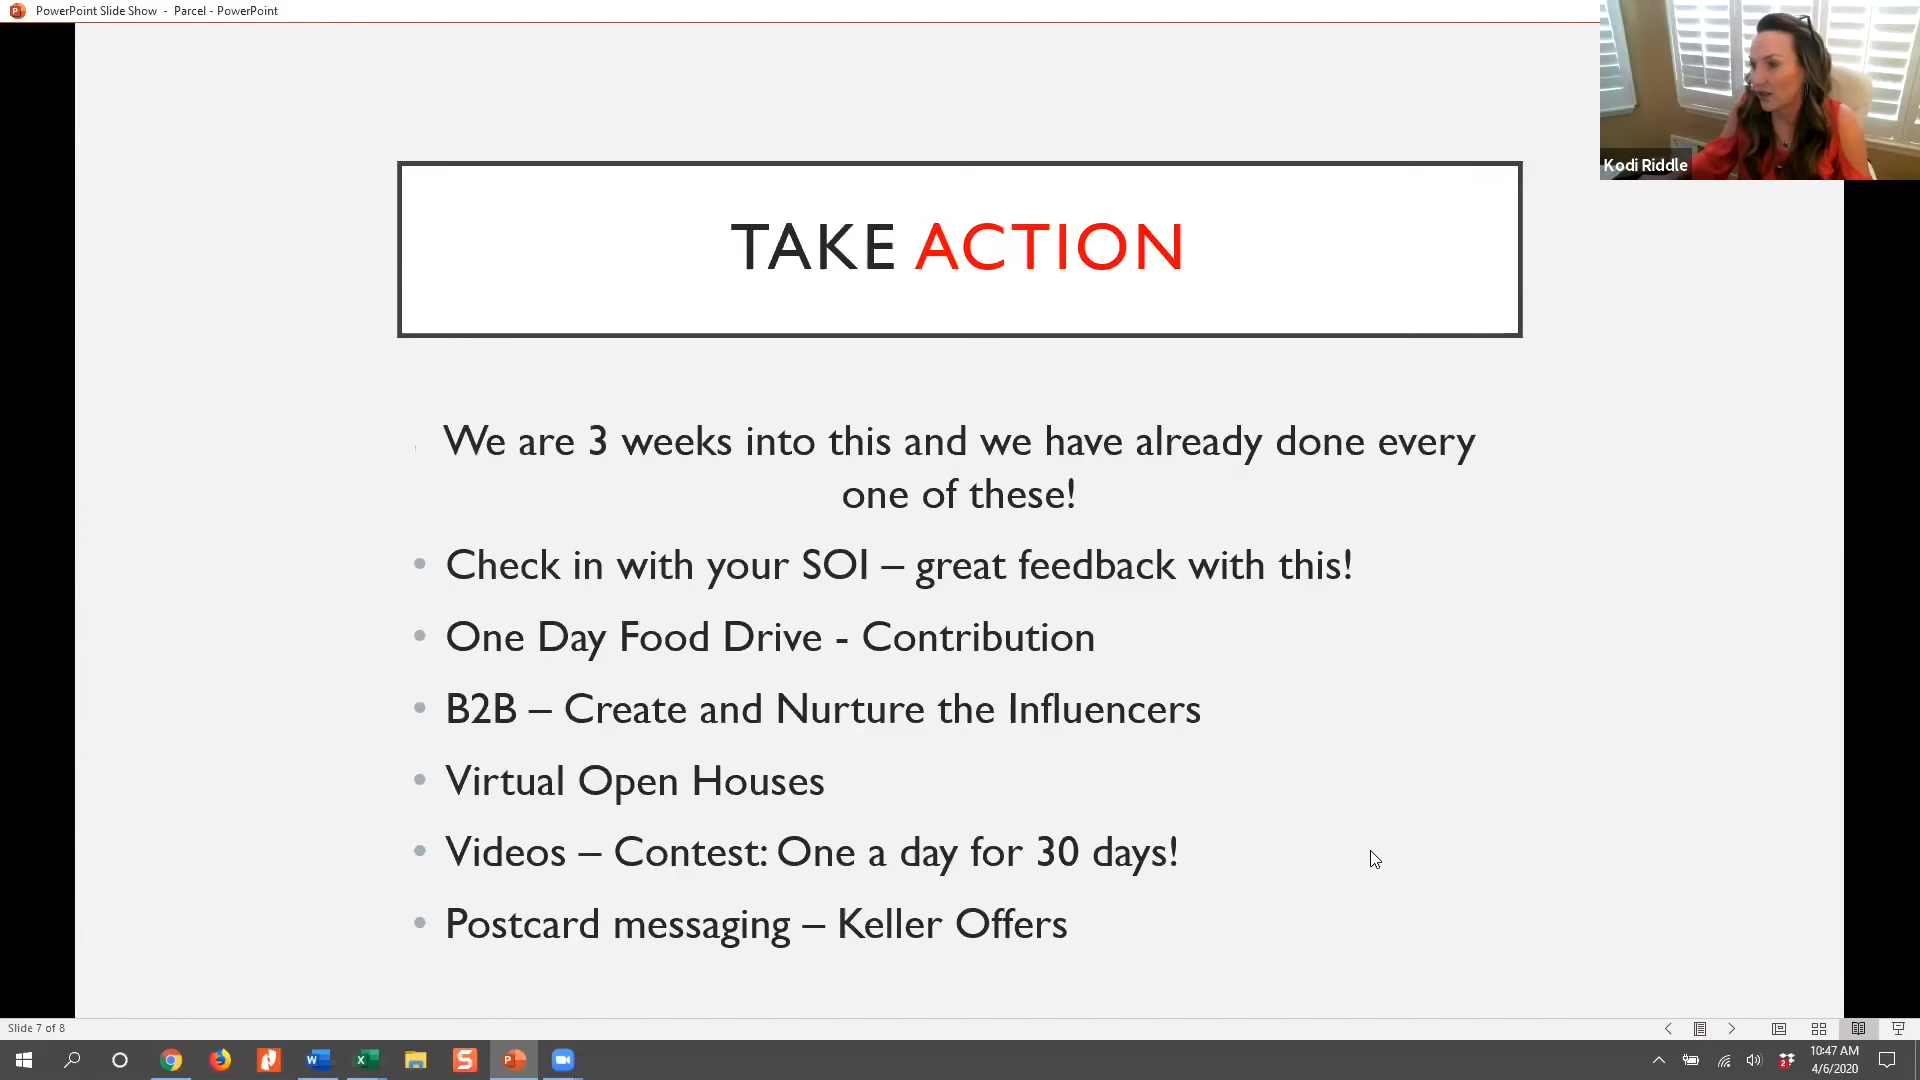 PowerPoint Slide Show - Parcel - PowerPoint
Kodi Riddle
TAKE ACTION
We are 3 weeks into this and we have already done every
one of these!
• Check in with your SOI – great feedback with this!
• One Day Food Drive - Contribution
• B2B – Create and Nurture the Influencers
• Virtual Open Houses
• Videos – Contest: One a day for 30 days!
• Postcard messaging – Keller Offers
Slide 7 of 8
10:47 AM
4/6/2020